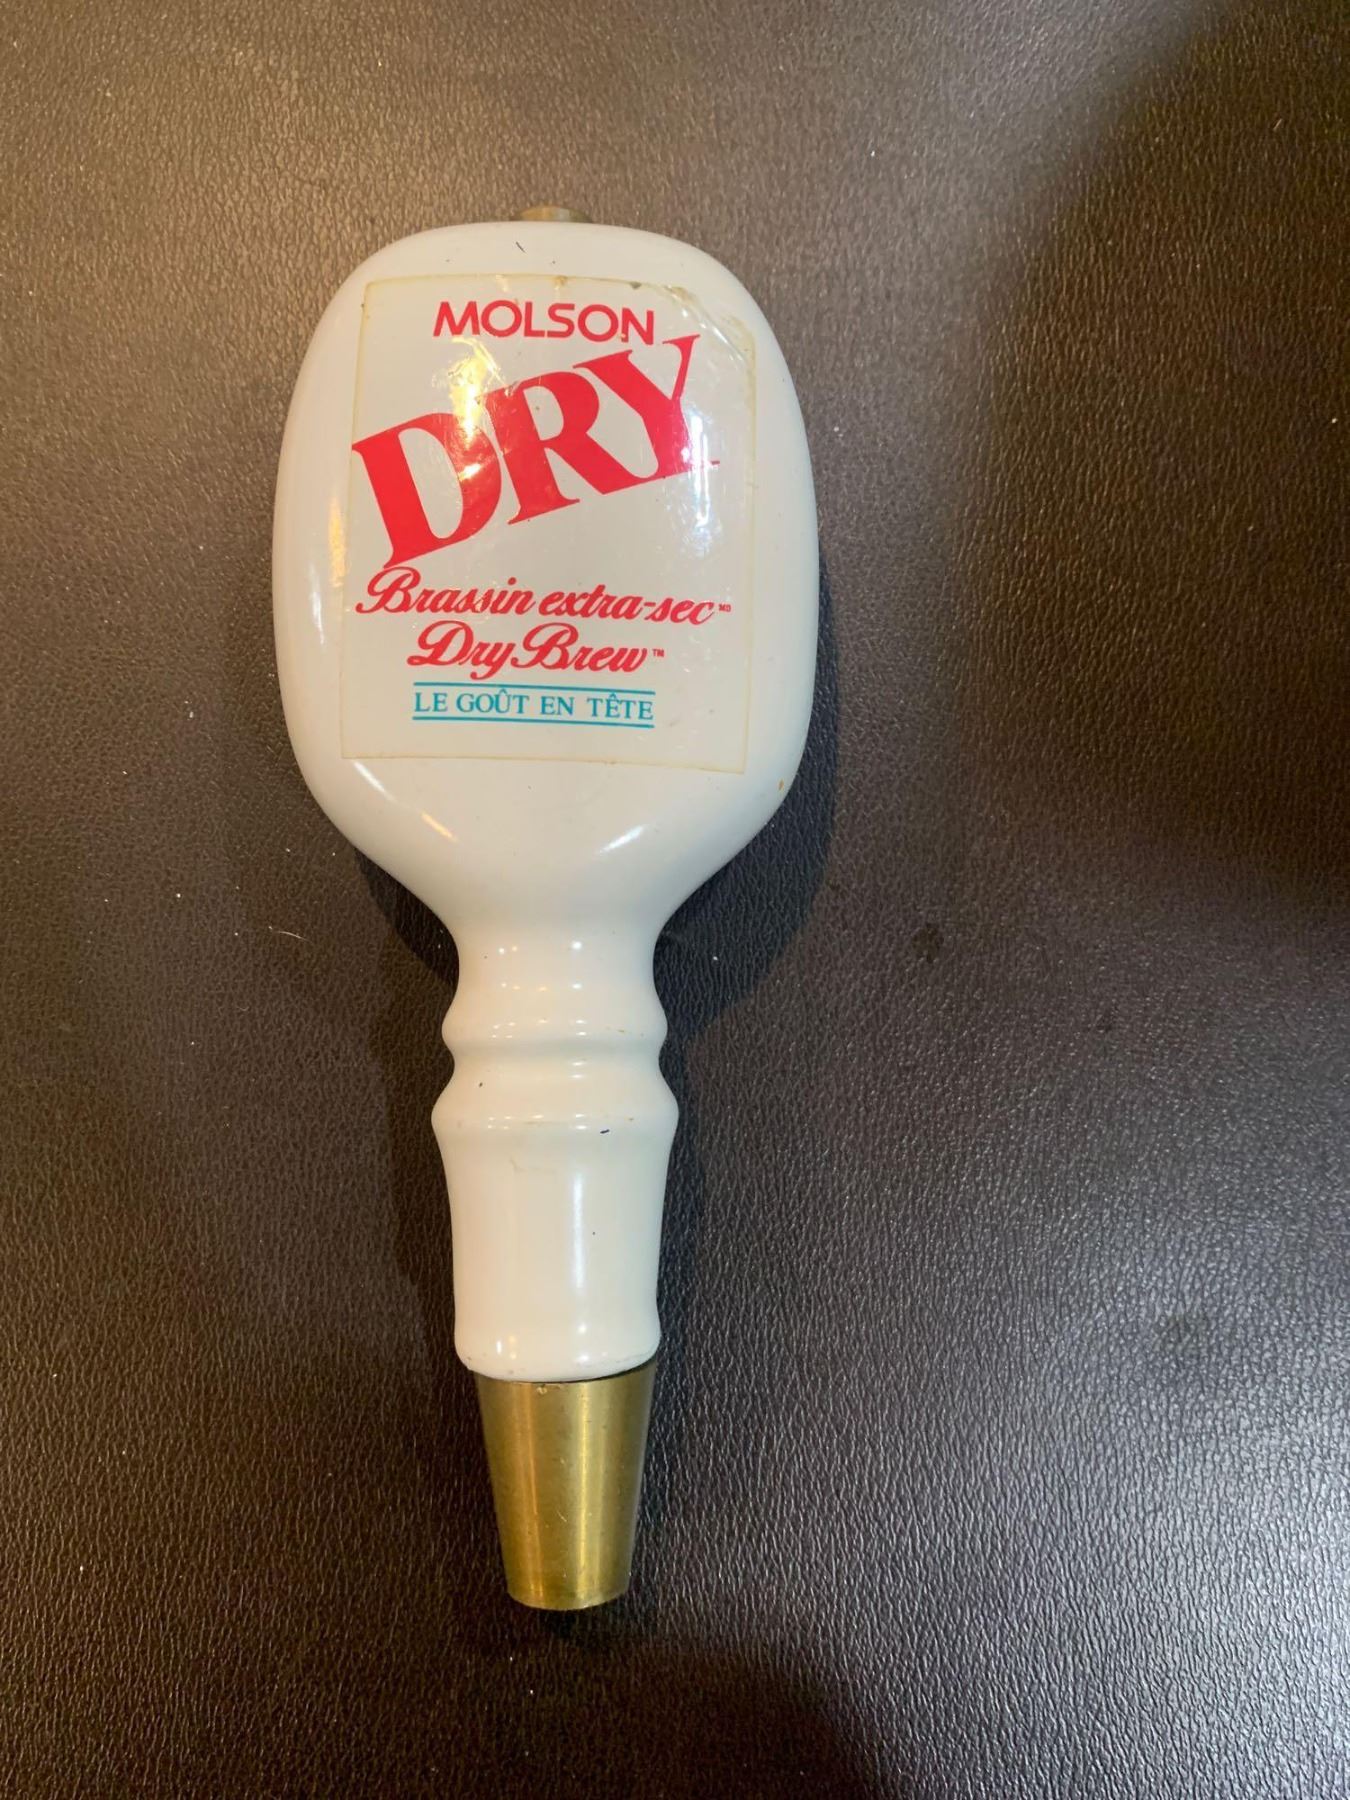 MOLSON
DRY
Brassin extra-sec MD
Dry Brew™
LE GOÛT EN TÊTE